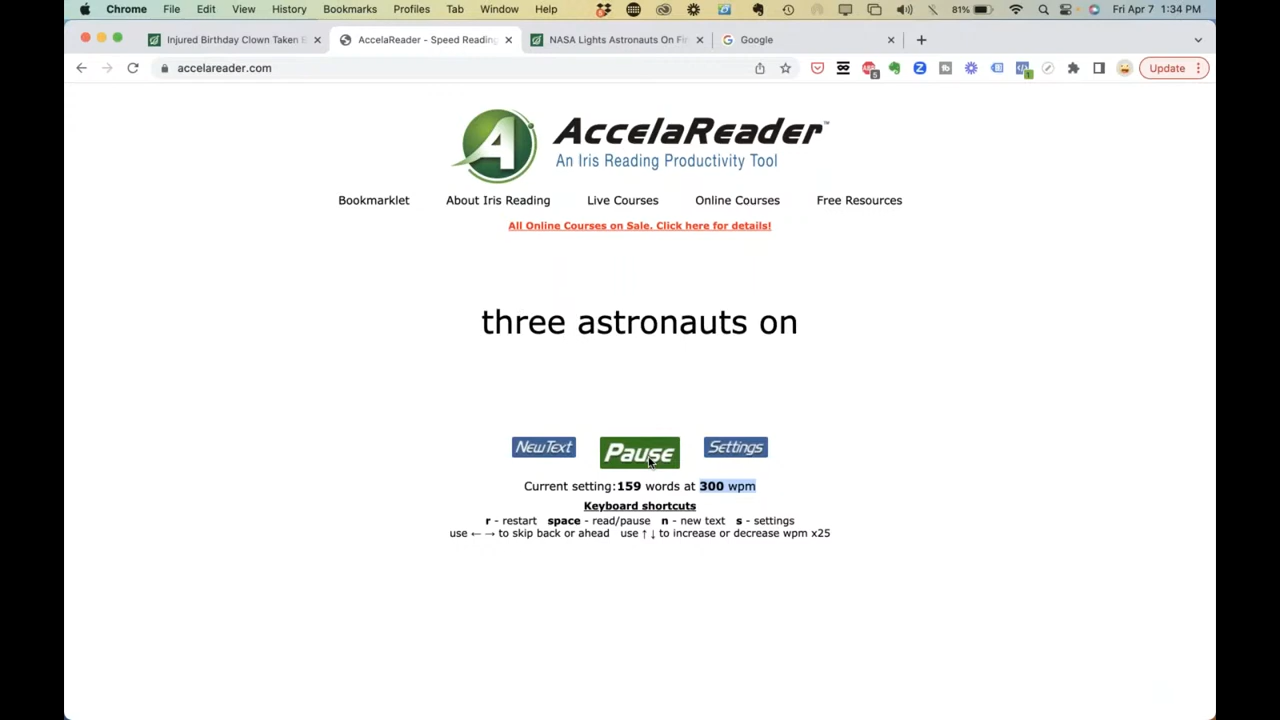 Chrome File Edit View History Bookmarks Profiles Tab Window Help 81% Fri Apr 7 1:34 PM
Injured Birthday Clown Taken B AccelaReader - Speed Reading NASA Lights Astronauts On Fir Google
accelareader.com 5 1 Update
AccelaReader™
An Iris Reading Productivity Tool
Bookmarklet About Iris Reading Live Courses Online Courses Free Resources
All Online Courses on Sale. Click here for details!
three astronauts on
NewText Pause Settings
Current setting:159 words at 300 wpm
Keyboard shortcuts
r - restart space - read/pause n - new text s - settings
use ← → to skip back or ahead use ↑ ↓ to increase or decrease wpm x25